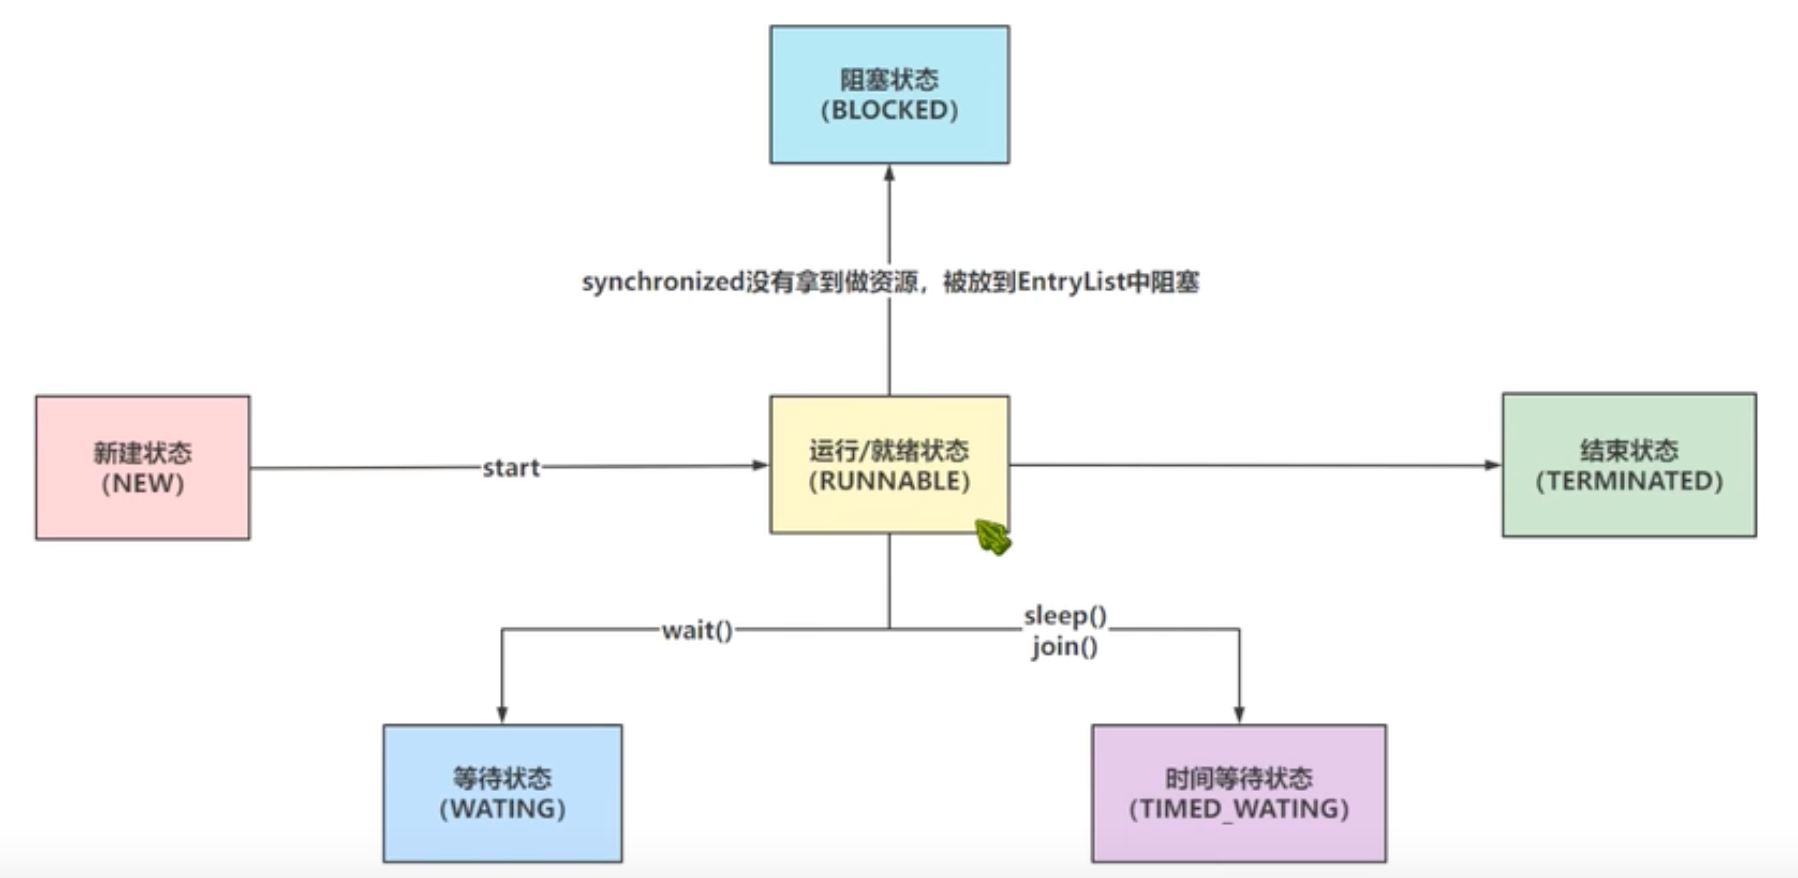 阻塞状态
(BLOCKED)
synchronized没有拿到做资源，被放到EntryList中阻塞
新建状态
(NEW)
start
运行/就绪状态
(RUNNABLE)
结束状态
(TERMINATED)
wait()
sleep()
join()
等待状态
(WATING)
时间等待状态
(TIMED_WATING)